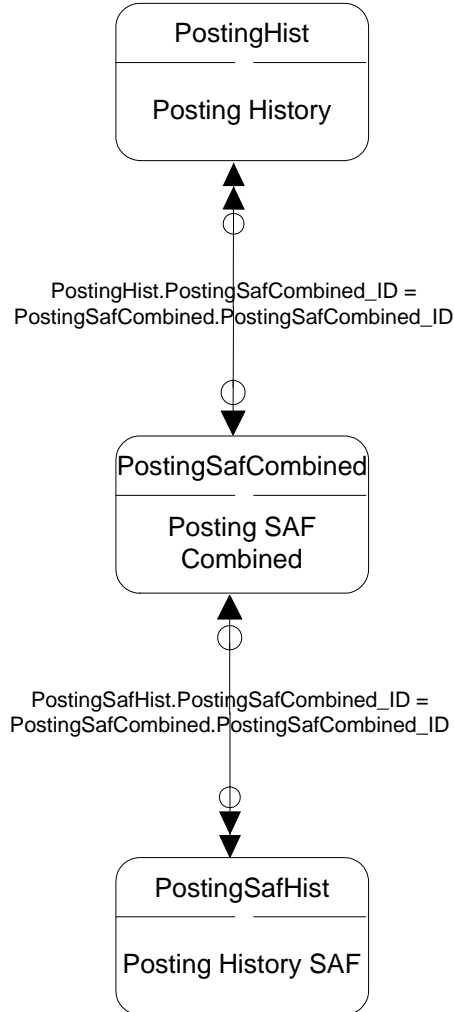 PostingHist
Posting History
PostingHist.PostingSafCombined_ID =
PostingSafCombined.PostingSafCombined_ID
PostingSafCombined
Posting SAF
Combined
PostingSafHist.PostingSafCombined_ID =
PostingSafCombined.PostingSafCombined_ID
PostingSafHist
Posting History SAF